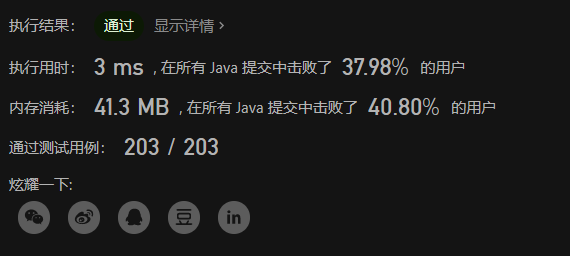 执行结果： 通过 显示详情 ›
执行用时： 3 ms , 在所有 Java 提交中击败了 37.98% 的用户
内存消耗： 41.3 MB , 在所有 Java 提交中击败了 40.80% 的用户
通过测试用例： 203 / 203
炫耀一下:
豆 in